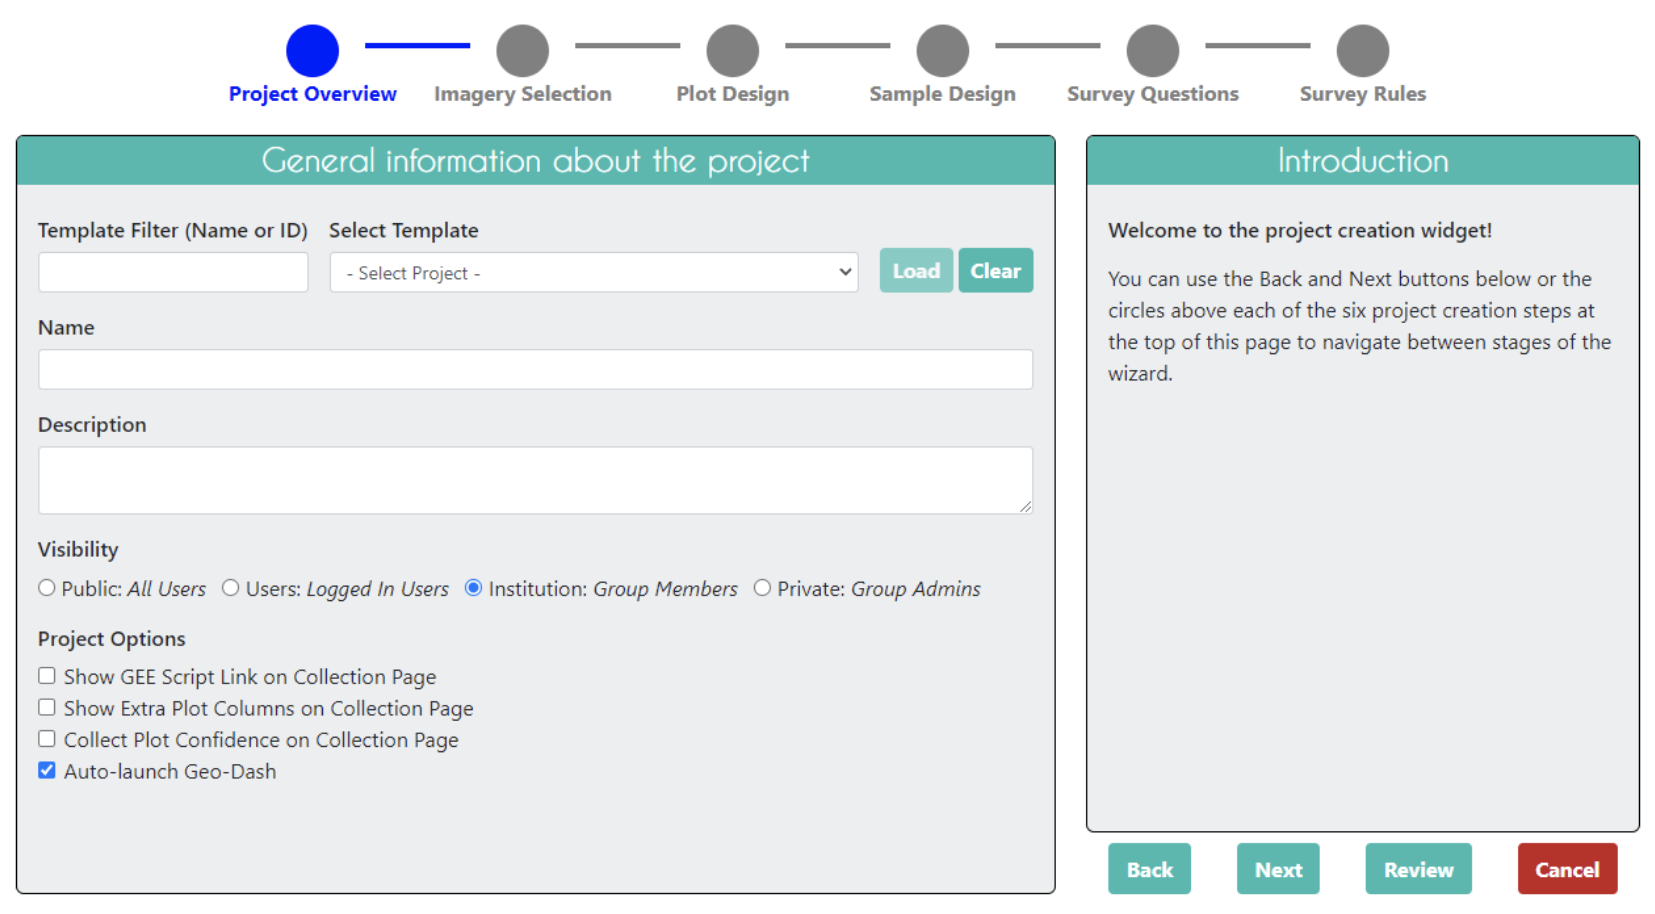 Project Overview
Imagery Selection
Plot Design
Sample Design
Survey Questions
Survey Rules
General information about the project
Template Filter (Name or ID)
Select Template
- Select Project -
Load
Clear
Name
Description
Visibility
Public: All Users
Users: Logged In Users
Institution: Group Members
Private: Group Admins
Project Options
Show GEE Script Link on Collection Page
Show Extra Plot Columns on Collection Page
Collect Plot Confidence on Collection Page
Auto-launch Geo-Dash
Introduction
Welcome to the project creation widget!
You can use the Back and Next buttons below or the
circles above each of the six project creation steps at
the top of this page to navigate between stages of the
wizard.
Back
Next
Review
Cancel